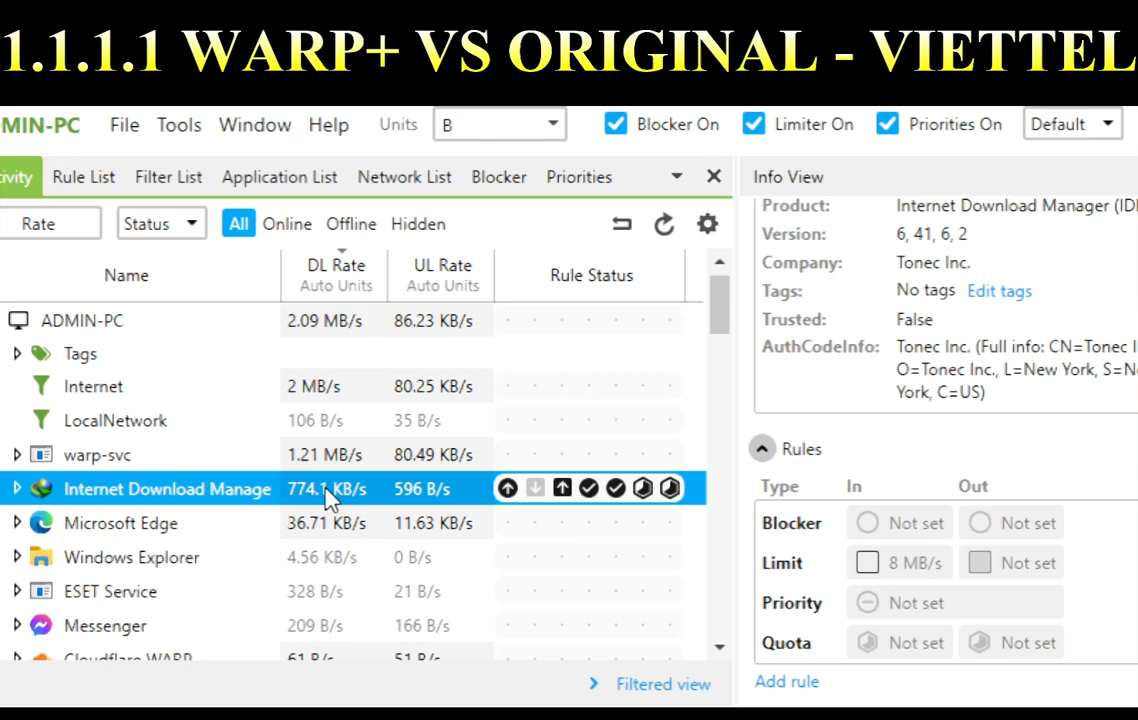 1.1.1.1 WARP+ VS ORIGINAL - VIETTEL
MIN-PC File Tools Window Help Units B Blocker On Limiter On Priorities On Default
ivity Rule List Filter List Application List Network List Blocker Priorities
Rate Status All Online Offline Hidden
Name DL Rate Auto Units UL Rate Auto Units Rule Status
ADMIN-PC 2.09 MB/s 86.23 KB/s
Tags
Internet 2 MB/s 80.25 KB/s
LocalNetwork 106 B/s 35 B/s
warp-svc 1.21 MB/s 80.49 KB/s
Internet Download Manage 774.1 KB/s 596 B/s
Microsoft Edge 36.71 KB/s 11.63 KB/s
Windows Explorer 4.56 KB/s 0 B/s
ESET Service 328 B/s 21 B/s
Messenger 209 B/s 166 B/s
Cloudflare WARP 61 B/s 51 B/s
Filtered view
Info View
Product: Internet Download Manager (ID
Version: 6, 41, 6, 2
Company: Tonec Inc.
Tags: No tags Edit tags
Trusted: False
AuthCodeInfo: Tonec Inc. (Full info: CN=Tonec I
O=Tonec Inc., L=New York, S=N
York, C=US)
Rules
Type In Out
Blocker Not set Not set
Limit 8 MB/s Not set
Priority Not set
Quota Not set Not set
Add rule